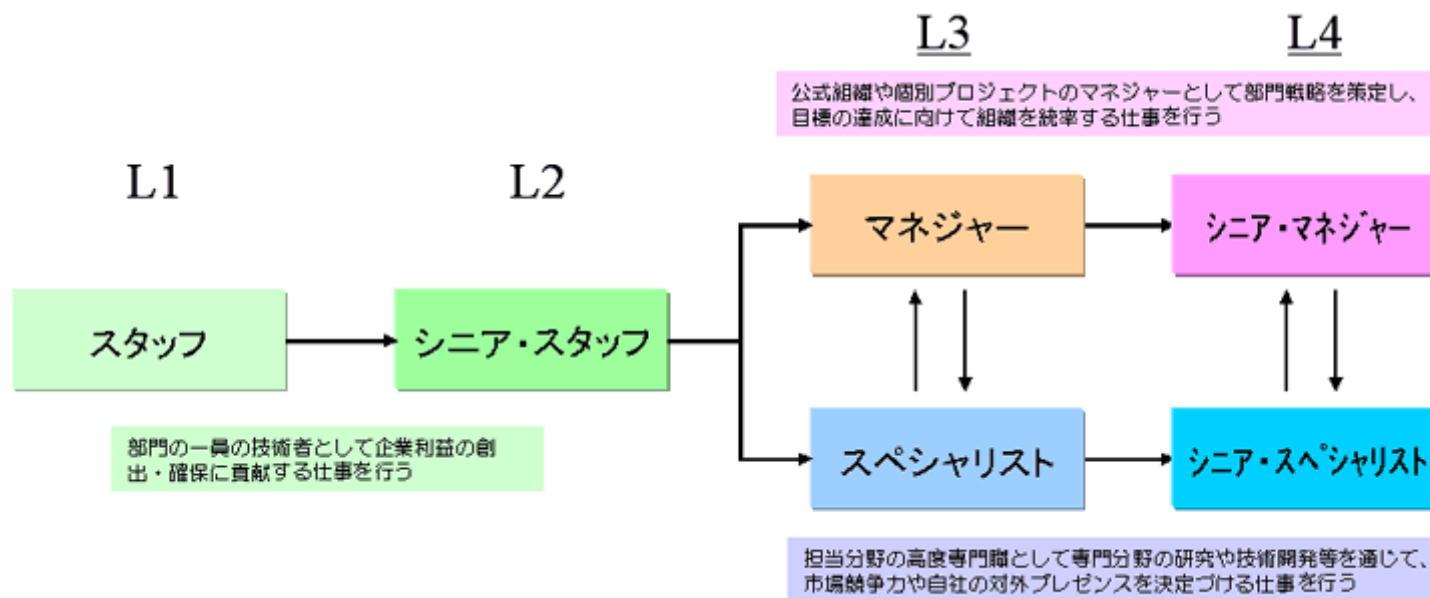 L3
L4
公式組織や個別プロジェクトのマネジャーとして部門戦略を策定し、
目標の達成に向けて組織を統率する仕事を行う
L1
L2
マネジャー
シニア・マネジャー
スタッフ
シニア・スタッフ
部門の一員の技術者として企業利益の創
出・確保に貢献する仕事を行う
スペシャリスト
シニア・スペシャリスト
担当分野の高度専門職として専門分野の研究や技術開発等を通じて、
市場競争力や自社の対外プレゼンスを決定づける仕事を行う